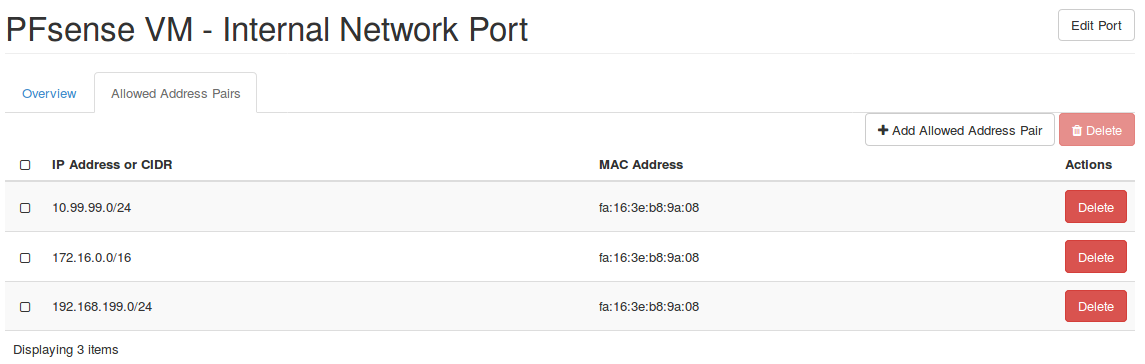 PFsense VM - Internal Network Port
Edit Port
Overview Allowed Address Pairs
+ Add Allowed Address Pair Delete
IP Address or CIDR MAC Address Actions
10.99.99.0/24 fa:16:3e:b8:9a:08 Delete
172.16.0.0/16 fa:16:3e:b8:9a:08 Delete
192.168.199.0/24 fa:16:3e:b8:9a:08 Delete
Displaying 3 items